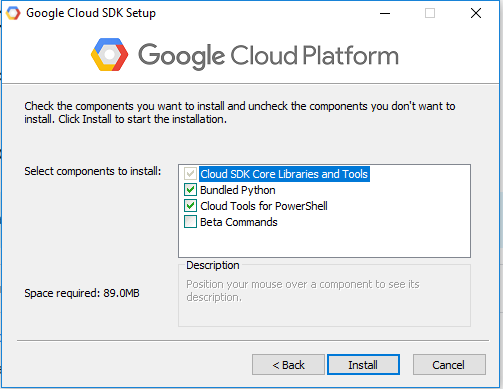 Google Cloud SDK Setup
Google Cloud Platform
Check the components you want to install and uncheck the components you don't want to
install. Click Install to start the installation.
Select components to install:
Cloud SDK Core Libraries and Tools
Bundled Python
Cloud Tools for PowerShell
Beta Commands
Space required: 89.0MB
Description
Position your mouse over a component to see its
description.
< Back
Install
Cancel